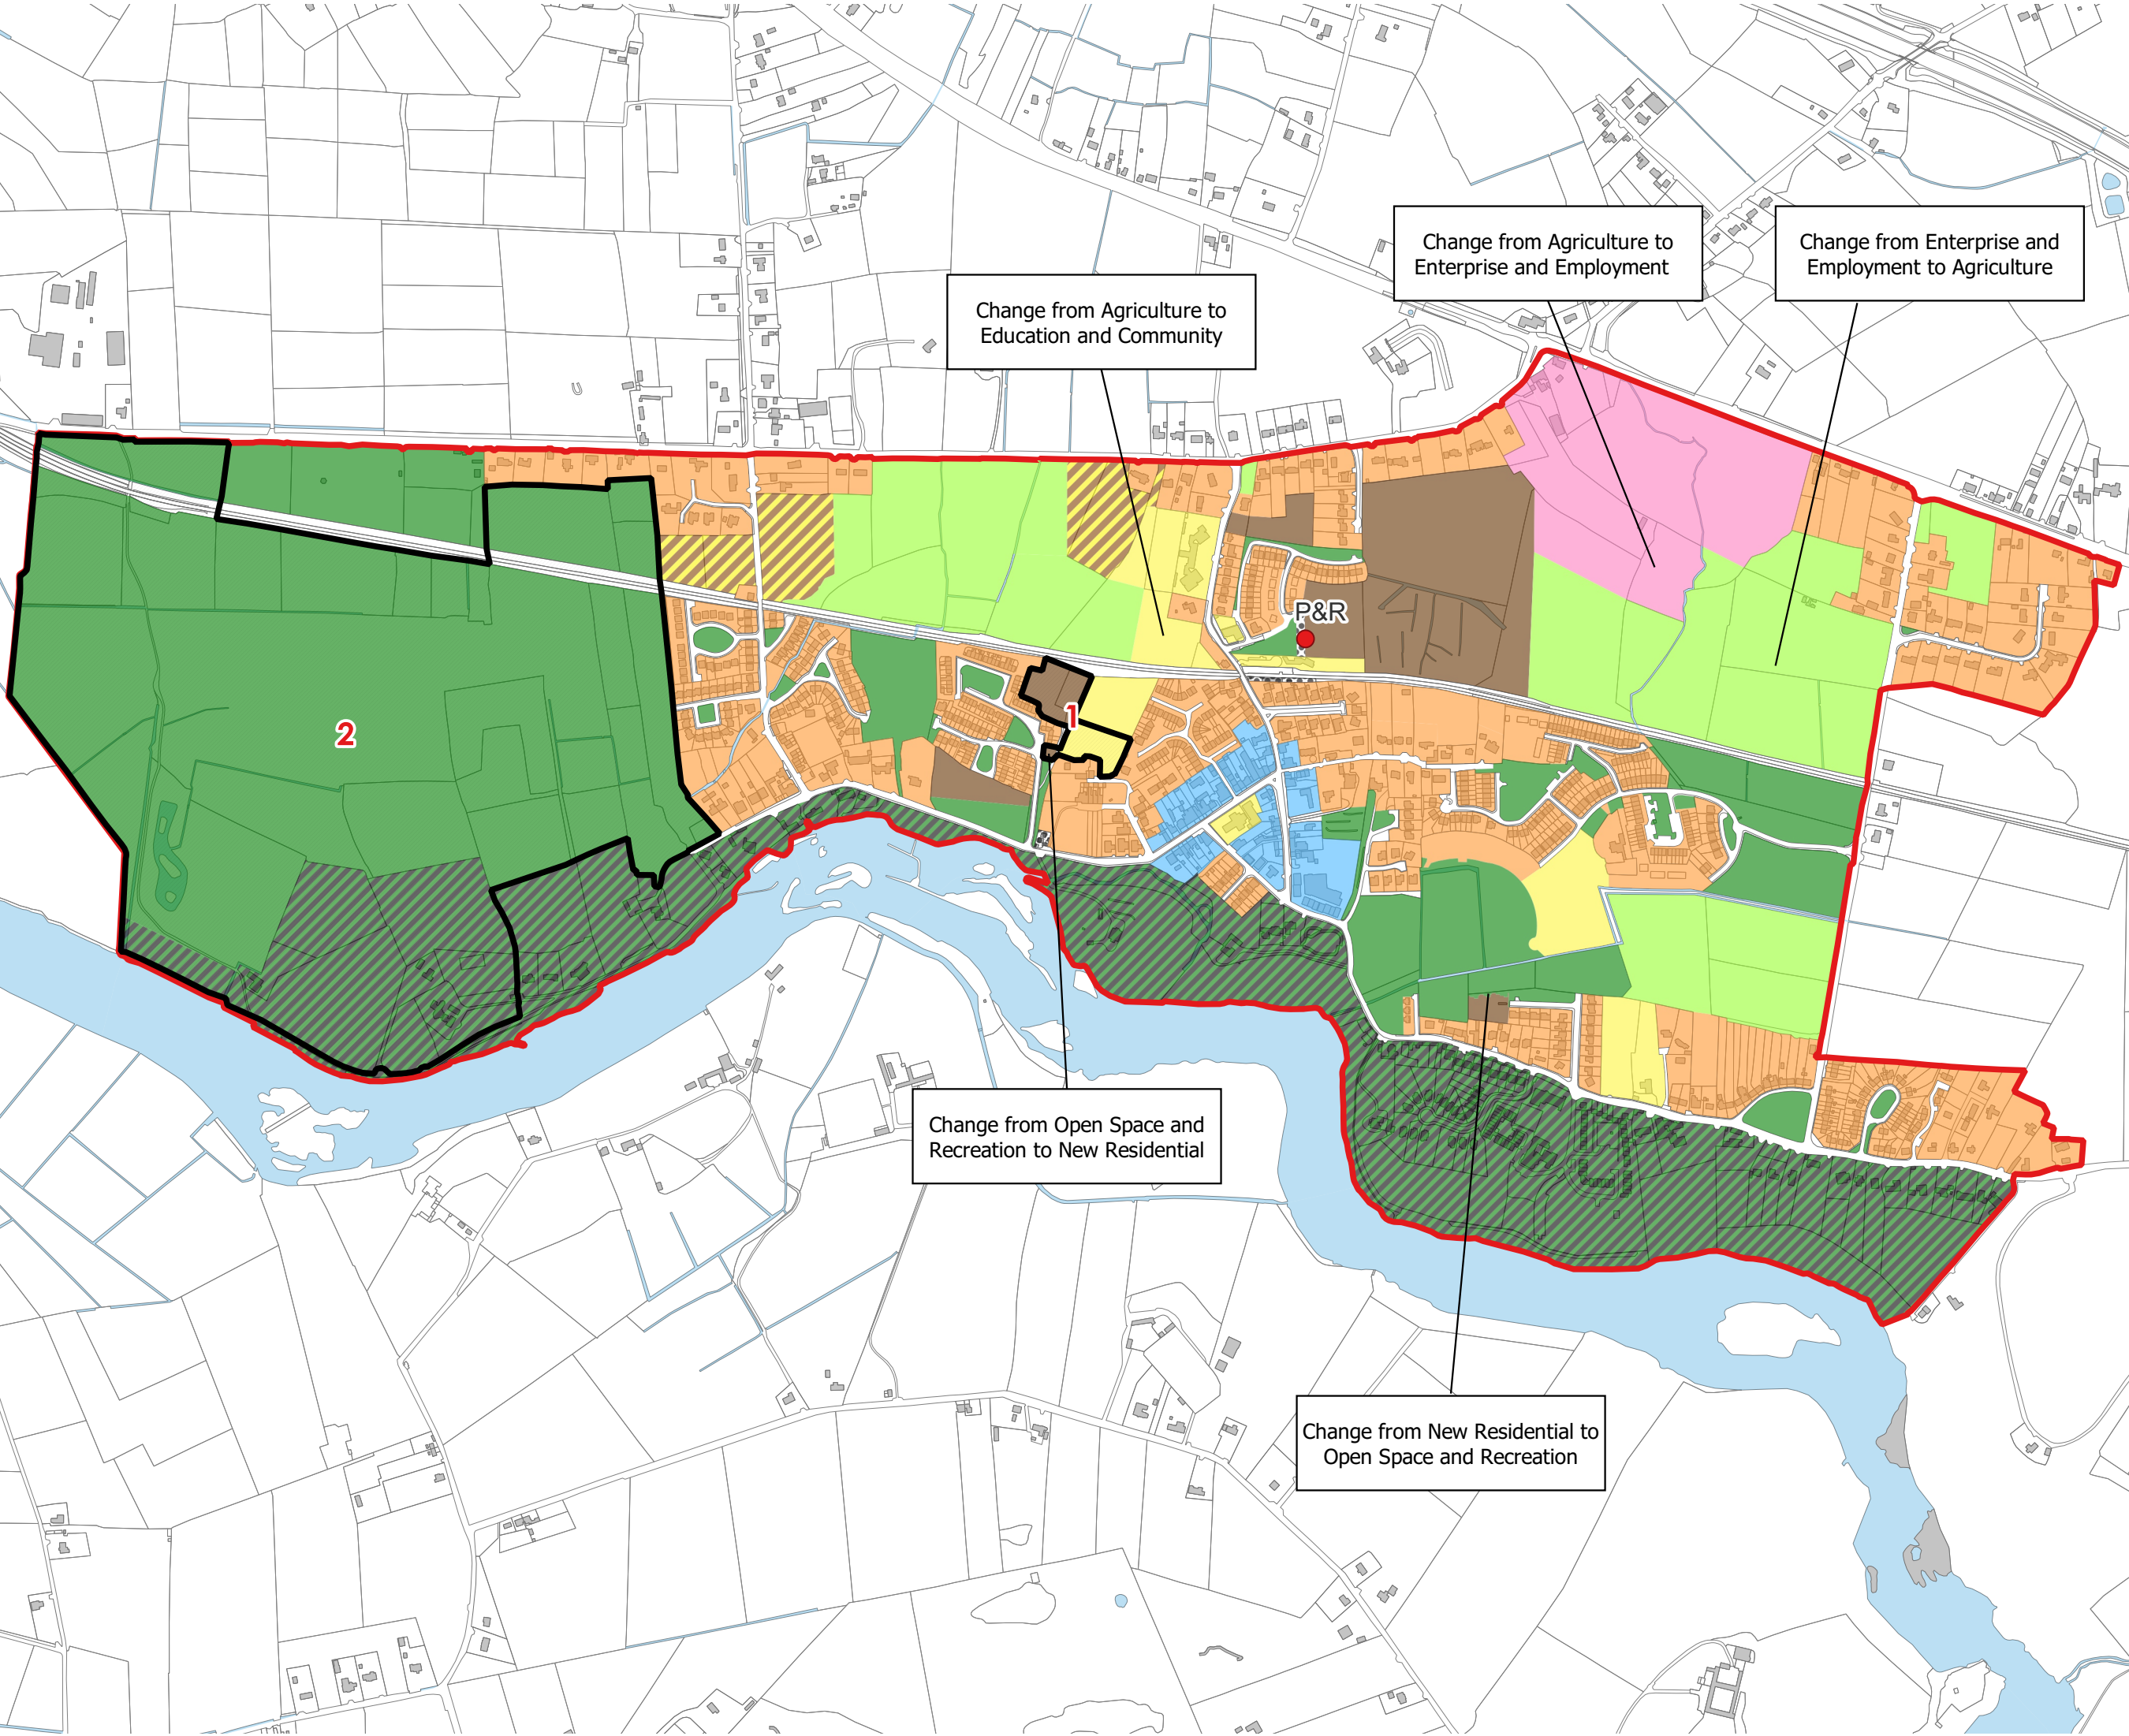 Change from Agriculture to
Enterprise and Employment
Change from Enterprise and
Employment to Agriculture
Change from Agriculture to
Education and Community
P&R
1
2
Change from Open Space and
Recreation to New Residential
Change from New Residential to
Open Space and Recreation